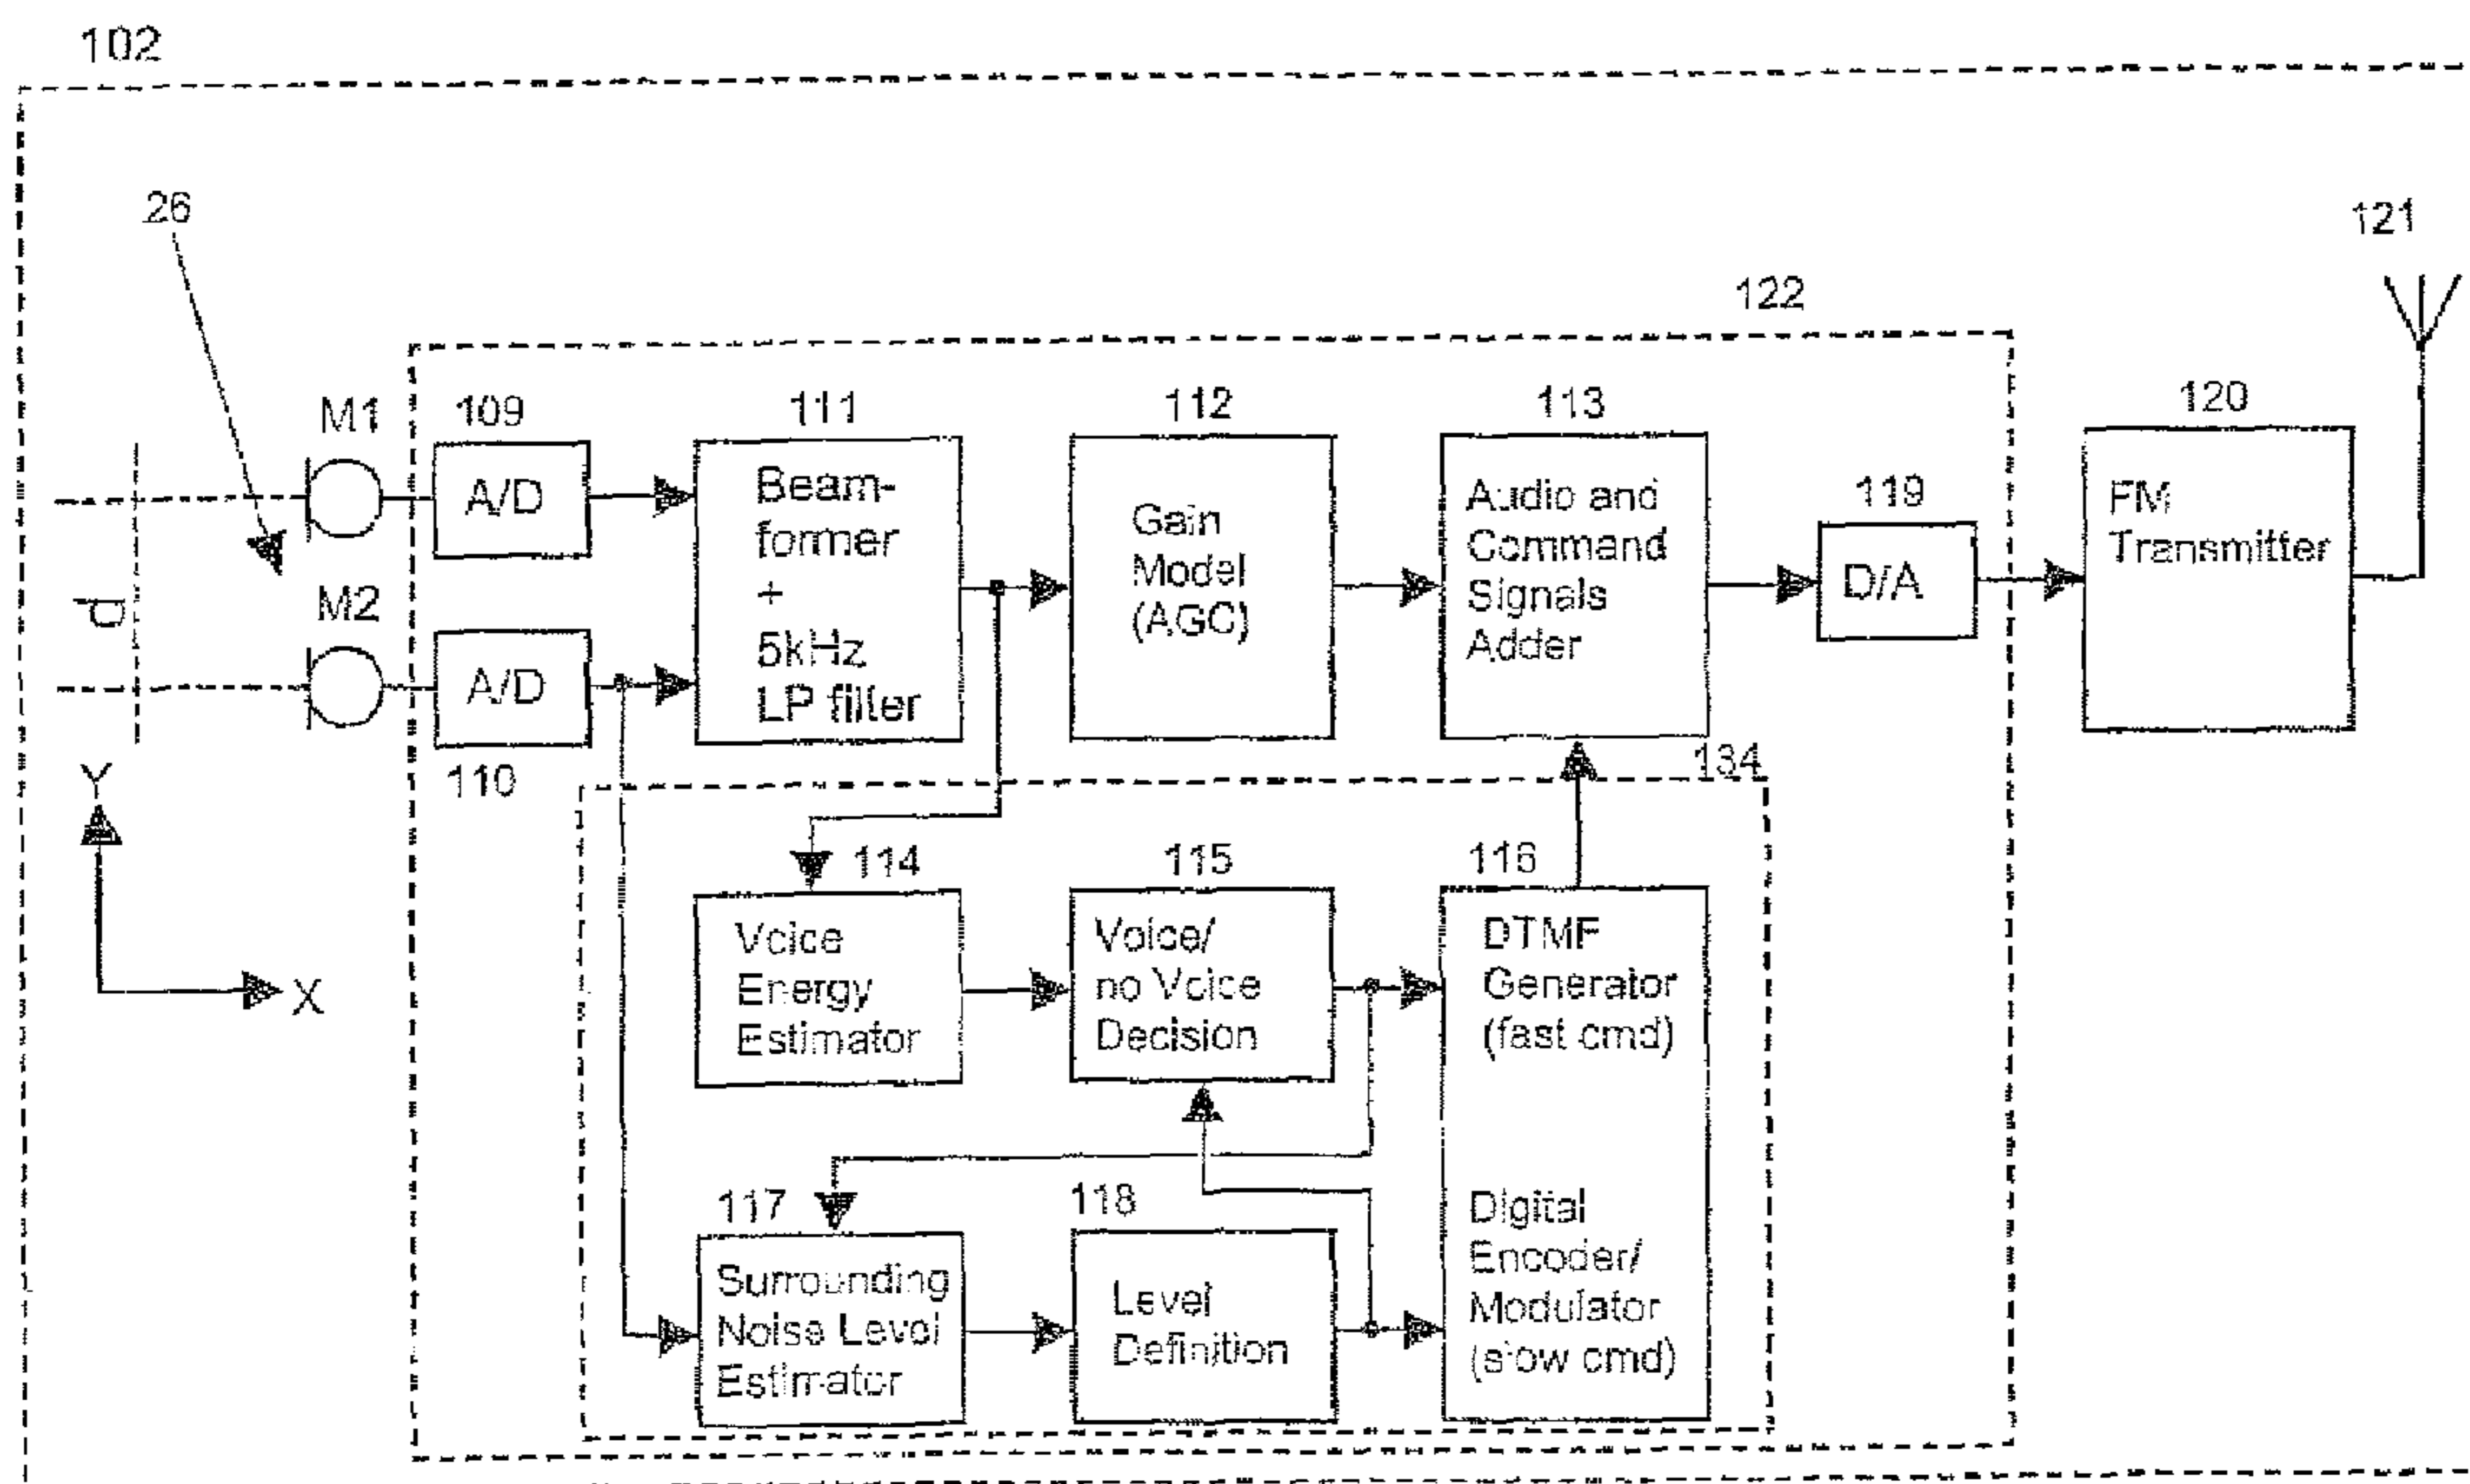 102
26
121
122
M1
109
111
112
113
120
A/D
Beam-
former
+
5kHz
LP filter
Gain
Model
(AGC)
Audio and
Command
Signals
Adder
119
D/A
FM
Transmitter
d
M2
A/D
110
134
Y
X
114
115
116
Voice
Energy
Estimator
Voice/
no Voice
Decision
DTMF
Generator
(fast cmd)
117
118
Surrounding
Noise Level
Estimator
Level
Definition
Digital
Encoder/
Modulator
(slow cmd)